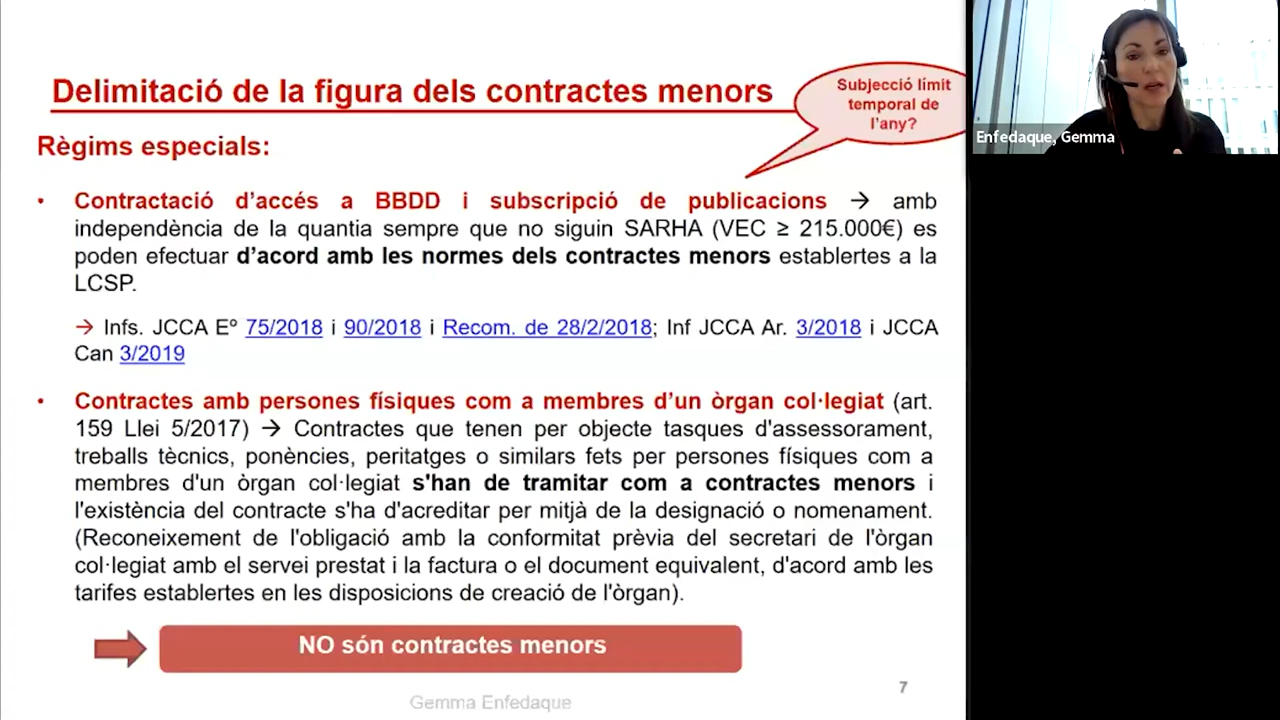 Delimitació de la figura dels contractes menors
Subjecció límit
temporal de
l'any?
Enfedaque, Gemma
Règims especials:
• Contractació d'accés a BBDD i subscripció de publicacions → amb
independència de la quantia sempre que no siguin SARHA (VEC ≥ 215.000€) es
poden efectuar d'acord amb les normes dels contractes menors establertes a la
LCSP.
→ Infs. JCCA Eº 75/2018 i 90/2018 i Recom. de 28/2/2018; Inf JCCA Ar. 3/2018 i JCCA
Can 3/2019
• Contractes amb persones físiques com a membres d'un òrgan col·legiat (art.
159 Llei 5/2017) → Contractes que tenen per objecte tasques d'assessorament,
treballs tècnics, ponències, peritatges o similars fets per persones físiques com a
membres d'un òrgan col·legiat s'han de tramitar com a contractes menors i
l'existència del contracte s'ha d'acreditar per mitjà de la designació o nomenament.
(Reconeixement de l'obligació amb la conformitat prèvia del secretari de l'òrgan
col·legiat amb el servei prestat i la factura o el document equivalent, d'acord amb les
tarifes establertes en les disposicions de creació de l'òrgan).
NO són contractes menors
7
Gemma Enfedaque